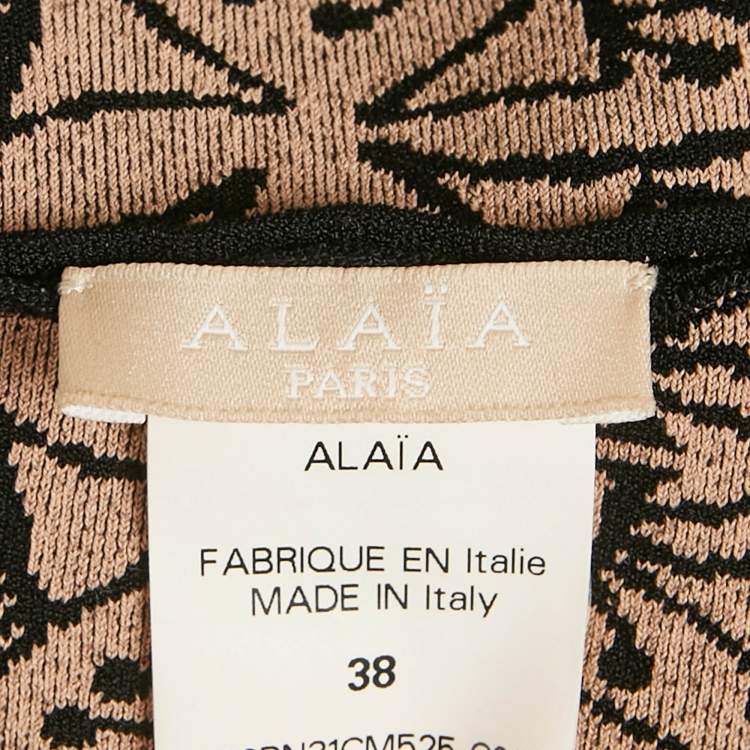 ALAÏA
PARIS
ALAÏA
FABRIQUE EN Italie
MADE IN Italy
38